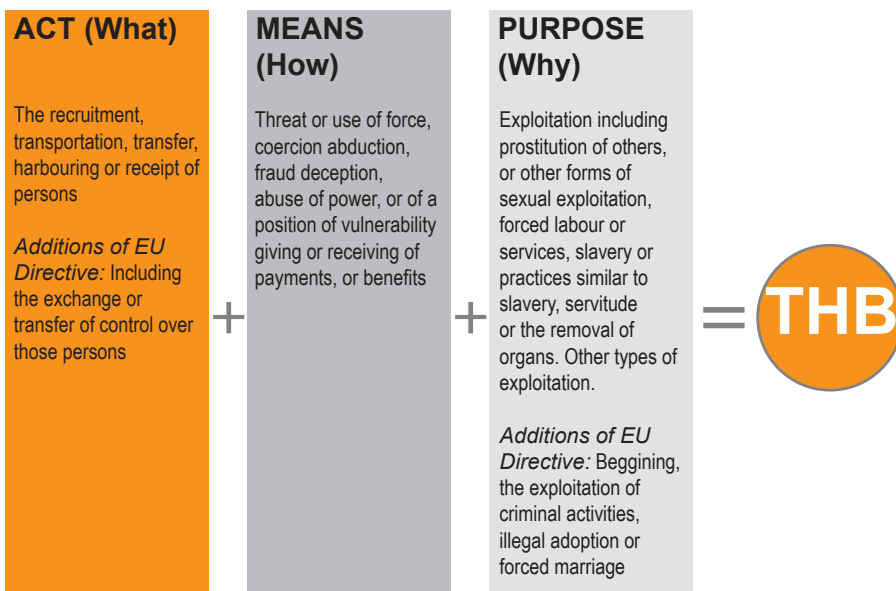 ACT (What)
The recruitment,
transportation, transfer,
harbouring or receipt of
persons
Additions of EU
Directive: Including
the exchange or
transfer of control over
those persons
+
MEANS
(How)
Threat or use of force,
coercion abduction,
fraud deception,
abuse of power, or of a
position of vulnerability
giving or receiving of
payments, or benefits
+
PURPOSE
(Why)
Exploitation including
prostitution of others,
or other forms of
sexual exploitation,
forced labour or
services, slavery or
practices similar to
slavery, servitude
or the removal of
organs. Other types of
exploitation.
Additions of EU
Directive: Beggining,
the exploitation of
criminal activities,
illegal adoption or
forced marriage
=
THB